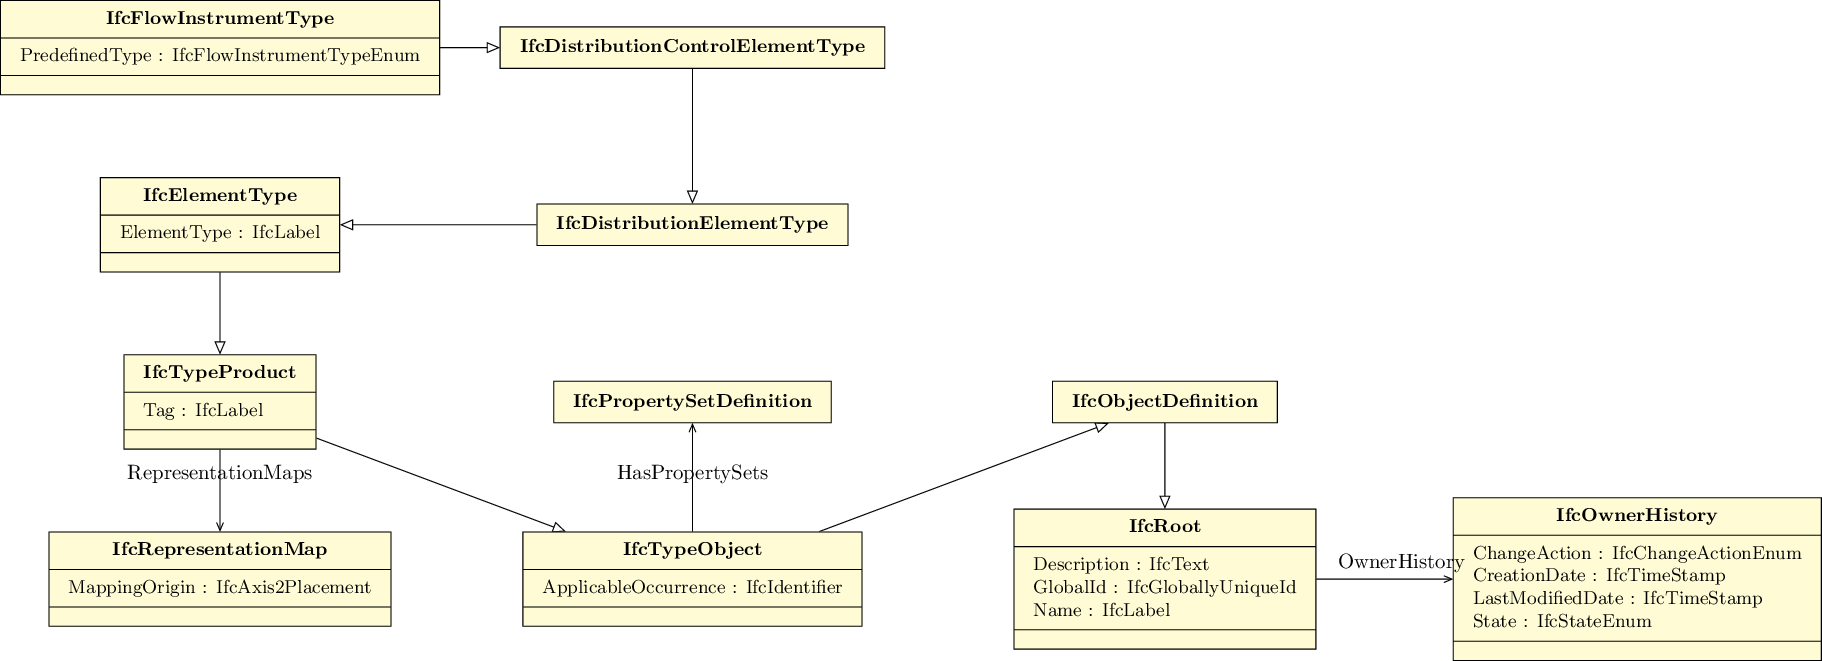 IfcFlowInstrumentType
PredefinedType : IfcFlowInstrumentTypeEnum
IfcDistributionControlElementType
IfcElementType
ElementType : IfcLabel
IfcDistributionElementType
IfcTypeProduct
Tag : IfcLabel
IfcPropertySetDefinition
IfcObjectDefinition
RepresentationMaps
HasPropertySets
IfcRepresentationMap
MappingOrigin : IfcAxis2Placement
IfcTypeObject
ApplicableOccurrence : IfcIdentifier
IfcRoot
Description : IfcText
GlobalId : IfcGloballyUniqueId
Name : IfcLabel
OwnerHistory
IfcOwnerHistory
ChangeAction : IfcChangeActionEnum
CreationDate : IfcTimeStamp
LastModifiedDate : IfcTimeStamp
State : IfcStateEnum